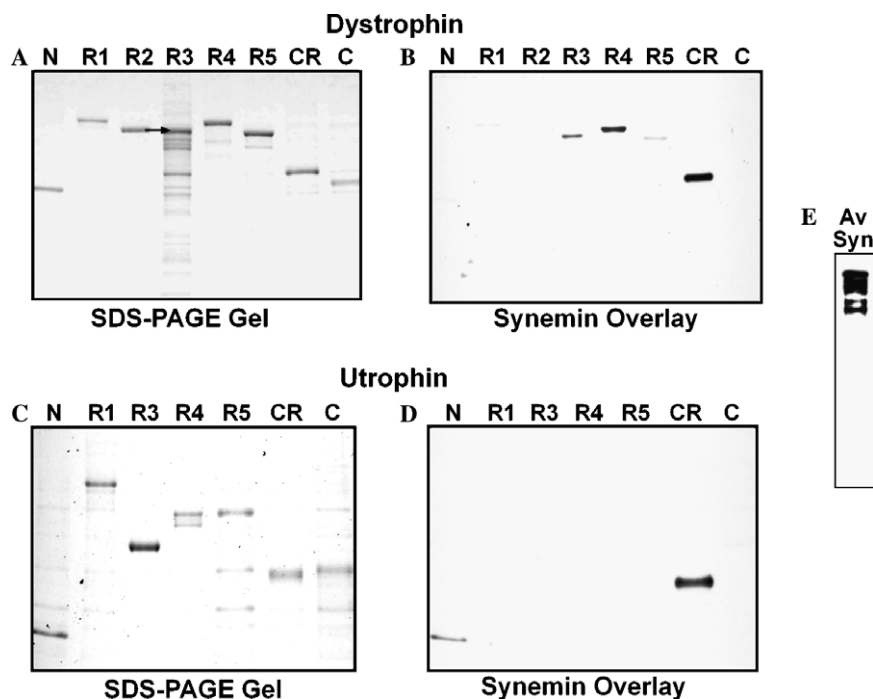 Dystrophin
A N R1 R2 R3 R4 R5 CR C
B N R1 R2 R3 R4 R5 CR C
SDS-PAGE Gel
Synemin Overlay
E Av
Syn
Utrophin
C N R1 R3 R4 R5 CR C
D N R1 R3 R4 R5 CR C
SDS-PAGE Gel
Synemin Overlay